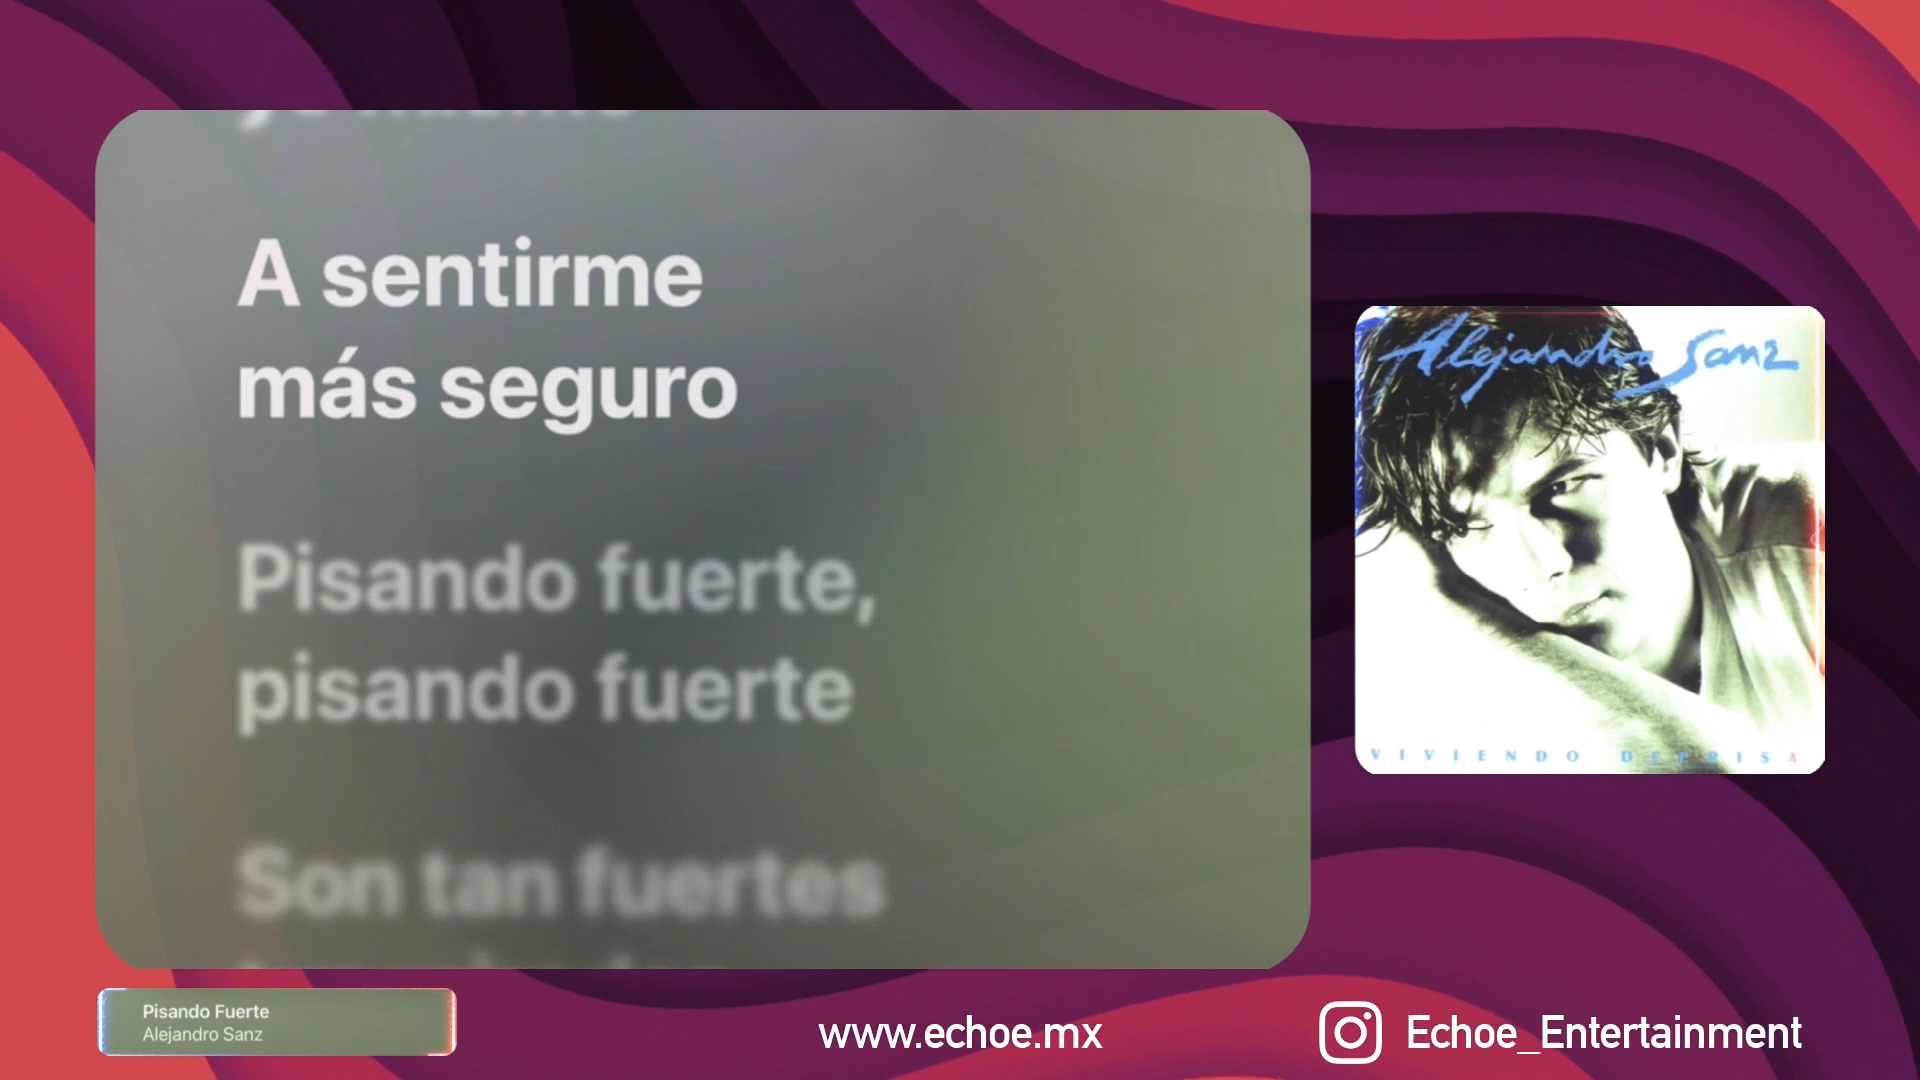 A sentirme
más seguro
Pisando fuerte,
pisando fuerte
Son tan fuertes
Alejandro Sanz
VIVIENDO DEPRISA
Pisando Fuerte
Alejandro Sanz
www.echoe.mx
Echoe_Entertainment